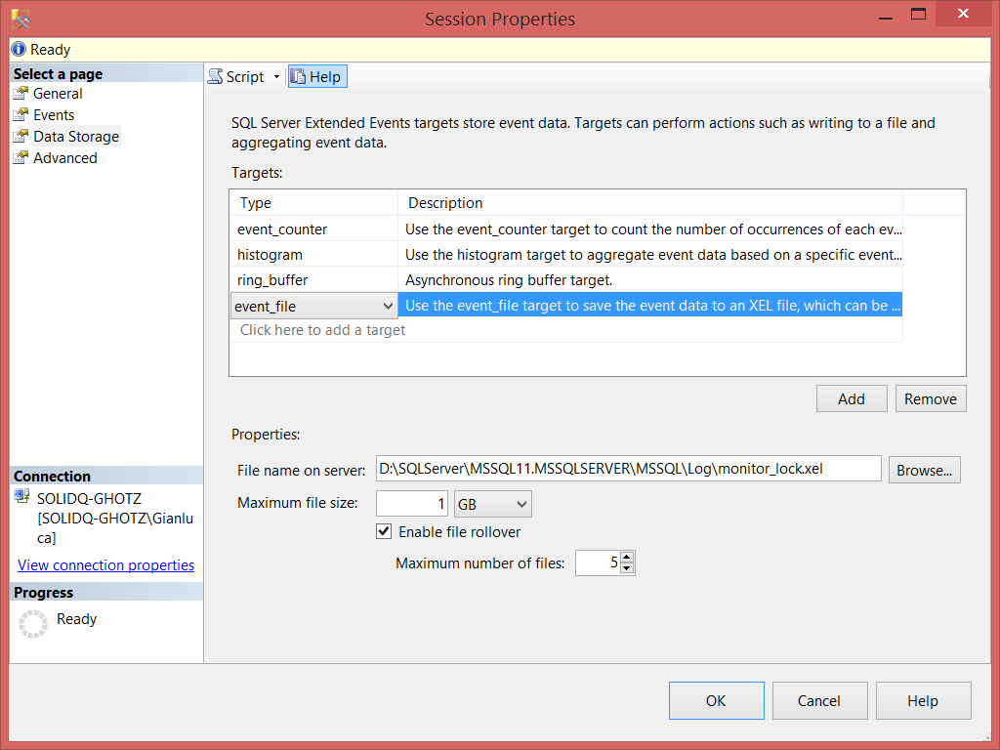 Session Properties
Ready
Select a page
General
Events
Data Storage
Advanced
Script
Help
SQL Server Extended Events targets store event data. Targets can perform actions such as writing to a file and
aggregating event data.
Targets:
Type Description
event_counter Use the event_counter target to count the number of occurrences of each ev...
histogram Use the histogram target to aggregate event data based on a specific event...
ring_buffer Asynchronous ring buffer target.
event_file Use the event_file target to save the event data to an XEL file, which can be ...
Click here to add a target
Add Remove
Properties:
File name on server: D:\SQLServer\MSSQL11.MSSQLSERVER\MSSQL\Log\monitor_lock.xel Browse...
Maximum file size: 1 GB
Enable file rollover
Maximum number of files: 5
Connection
SOLIDQ-GHOTZ
[SOLIDQ-GHOTZ\Gianlu
ca]
View connection properties
Progress
Ready
OK Cancel Help